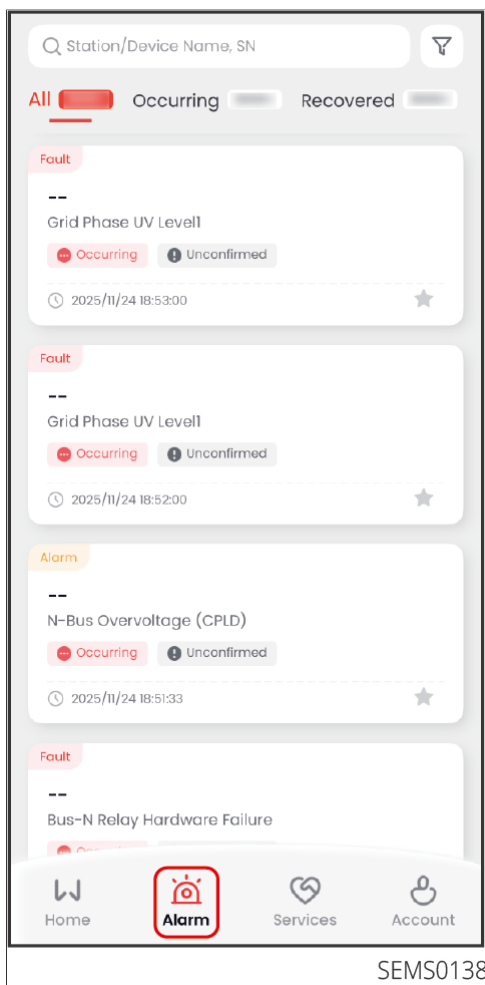 Station/Device Name, SN
All Occurring Recovered
Fault
--
Grid Phase UV Level1
Occurring Unconfirmed
2025/11/24 18:53:00
Fault
--
Grid Phase UV Level1
Occurring Unconfirmed
2025/11/24 18:52:00
Alarm
--
N-Bus Overvoltage (CPLD)
Occurring Unconfirmed
2025/11/24 18:51:33
Fault
--
Bus-N Relay Hardware Failure
Home Alarm Services Account
SEMS0138